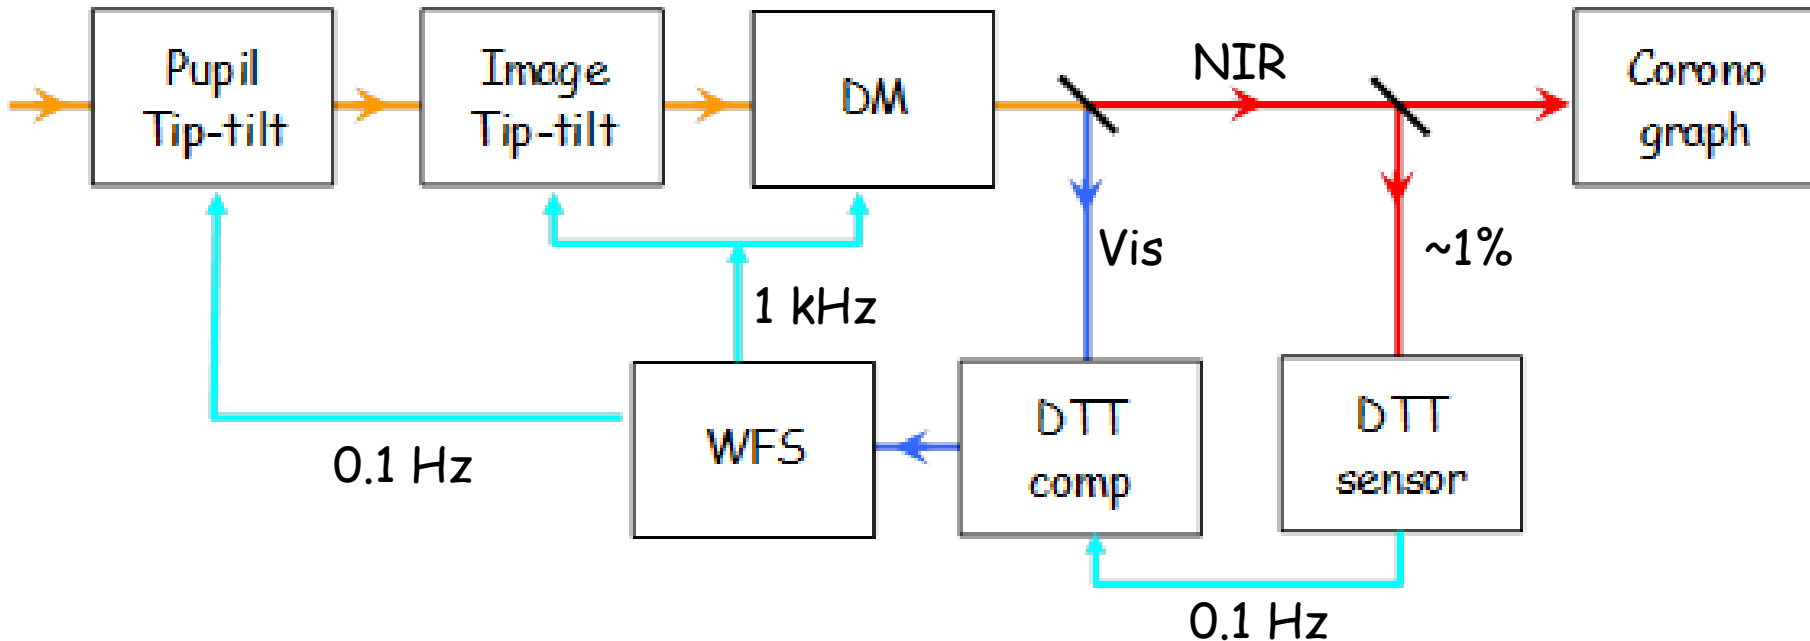 Pupil
Tip-tilt
Image
Tip-tilt
DM
NIR
Corono
graph
Vis
~1%
1 kHz
0.1 Hz
WFS
DTT
comp
DTT
sensor
0.1 Hz